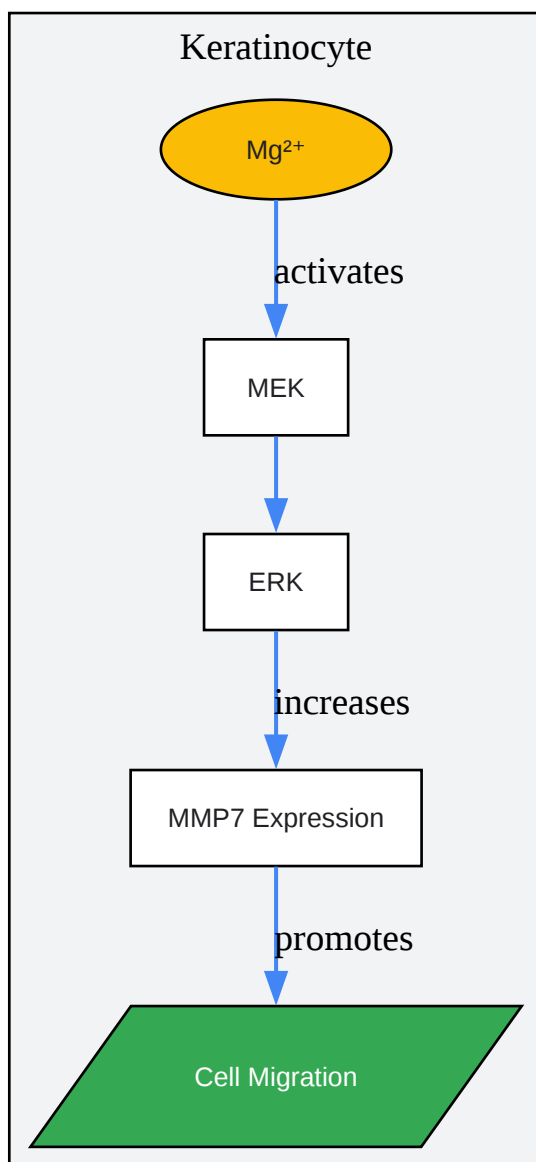 Keratinocyte
Mg²⁺
activates
MEK
ERK
increases
MMP7 Expression
promotes
Cell Migration